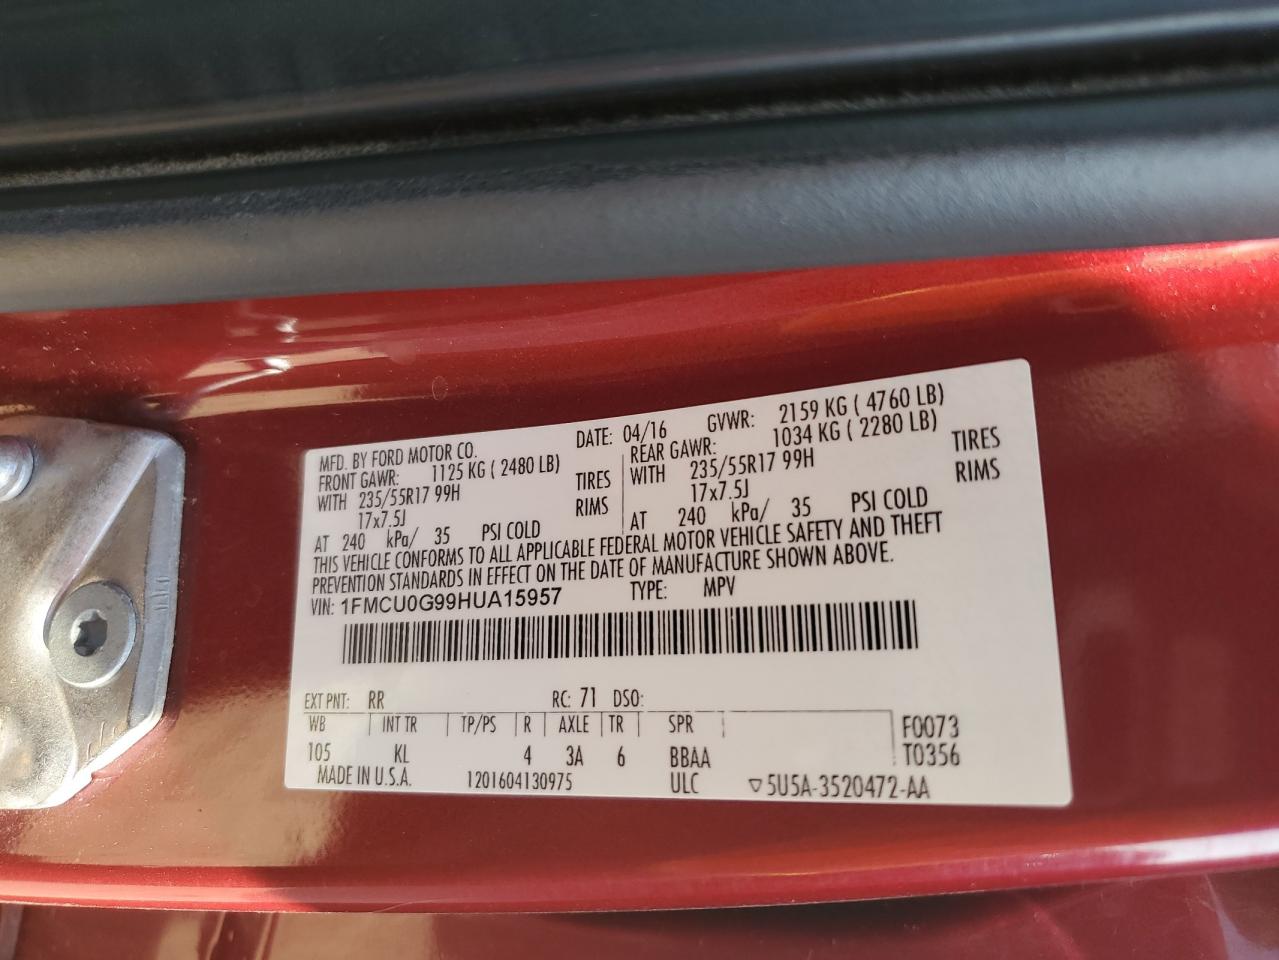 MFD. BY FORD MOTOR CO. DATE: 04/16 GVWR: 2159 KG ( 4760 LB)
FRONT GAWR: 1125 KG ( 2480 LB) REAR GAWR: 1034 KG ( 2280 LB)
WITH 235/55R17 99H TIRES WITH 235/55R17 99H TIRES
17x7.5J RIMS 17x7.5J RIMS
AT 240 kPa/ 35 PSI COLD AT 240 kPa/ 35 PSI COLD
THIS VEHICLE CONFORMS TO ALL APPLICABLE FEDERAL MOTOR VEHICLE SAFETY AND THEFT
PREVENTION STANDARDS IN EFFECT ON THE DATE OF MANUFACTURE SHOWN ABOVE.
VIN: 1FMCU0G99HUA15957 TYPE: MPV
EXT PNT: RR RC: 71 DSO:
WB INT TR TP/PS R AXLE TR SPR F0073
105 KL 4 3A 6 BBAA T0356
MADE IN U.S.A. 1201604130975 ULC ▽5U5A-3520472-AA